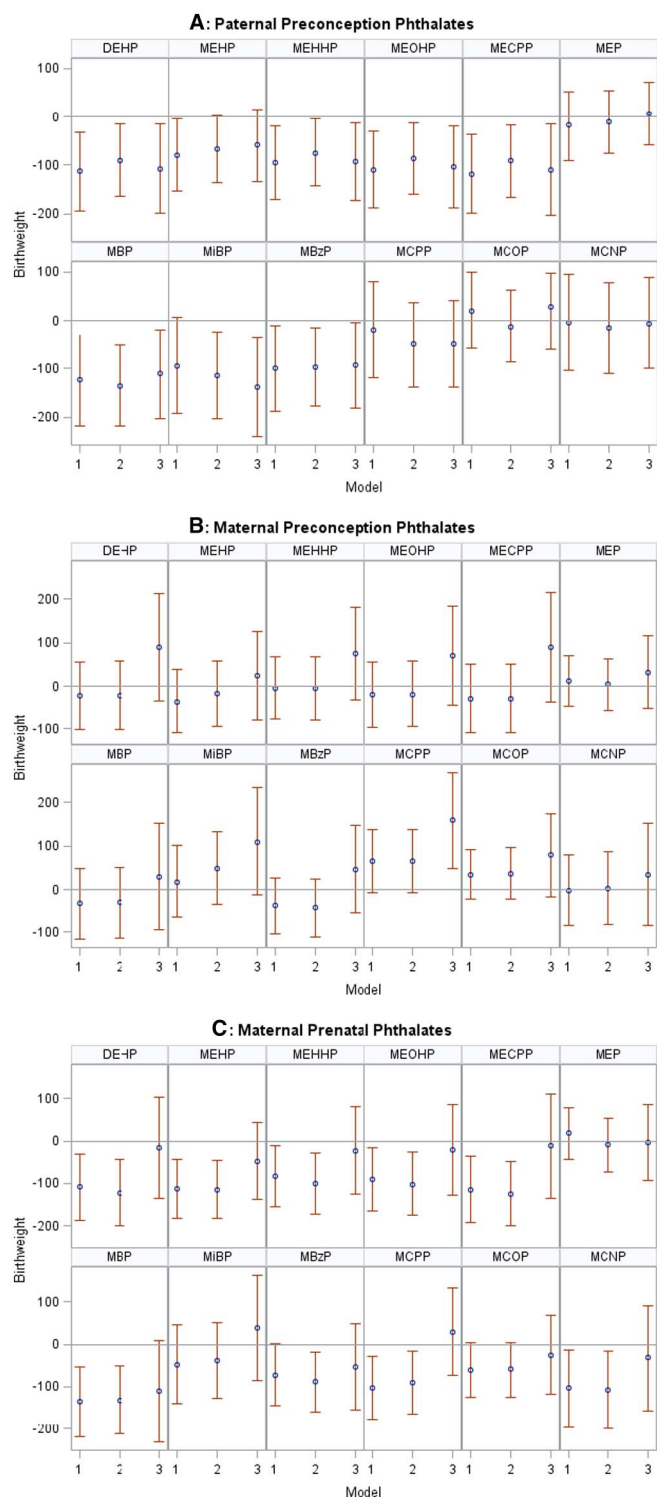 A: Paternal Preconception Phthalates
DEHP MEHP MEHHP MEOHP MECPP MEP
100
0
-100
-200
Birthweight
MBP MiBP MBzP MCPP MCOP MCNP
100
0
-100
-200
1 2 3 1 2 3 1 2 3 1 2 3 1 2 3 1 2 3
Model
B: Maternal Preconception Phthalates
DEHP MEHP MEHHP MEOHP MECPP MEP
200
100
0
-100
Birthweight
MBP MiBP MBzP MCPP MCOP MCNP
200
100
0
-100
1 2 3 1 2 3 1 2 3 1 2 3 1 2 3 1 2 3
Model
C: Maternal Prenatal Phthalates
DEHP MEHP MEHHP MEOHP MECPP MEP
100
0
-100
-200
Birthweight
MBP MiBP MBzP MCPP MCOP MCNP
100
0
-100
-200
1 2 3 1 2 3 1 2 3 1 2 3 1 2 3 1 2 3
Model